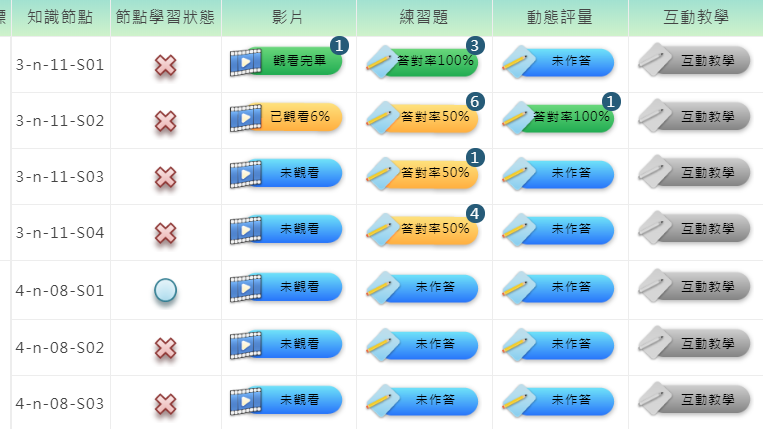 標 知識節點 節點學習狀態 影片 練習題 動態評量 互動教學
3-n-11-S01 觀看完畢 1 答對率100% 3 未作答 互動教學
3-n-11-S02 已觀看6% 答對率50% 6 答對率100% 1 互動教學
3-n-11-S03 未觀看 答對率50% 1 未作答 互動教學
3-n-11-S04 未觀看 答對率50% 4 未作答 互動教學
4-n-08-S01 未觀看 未作答 未作答 互動教學
4-n-08-S02 未觀看 未作答 未作答 互動教學
4-n-08-S03 未觀看 未作答 未作答 互動教學